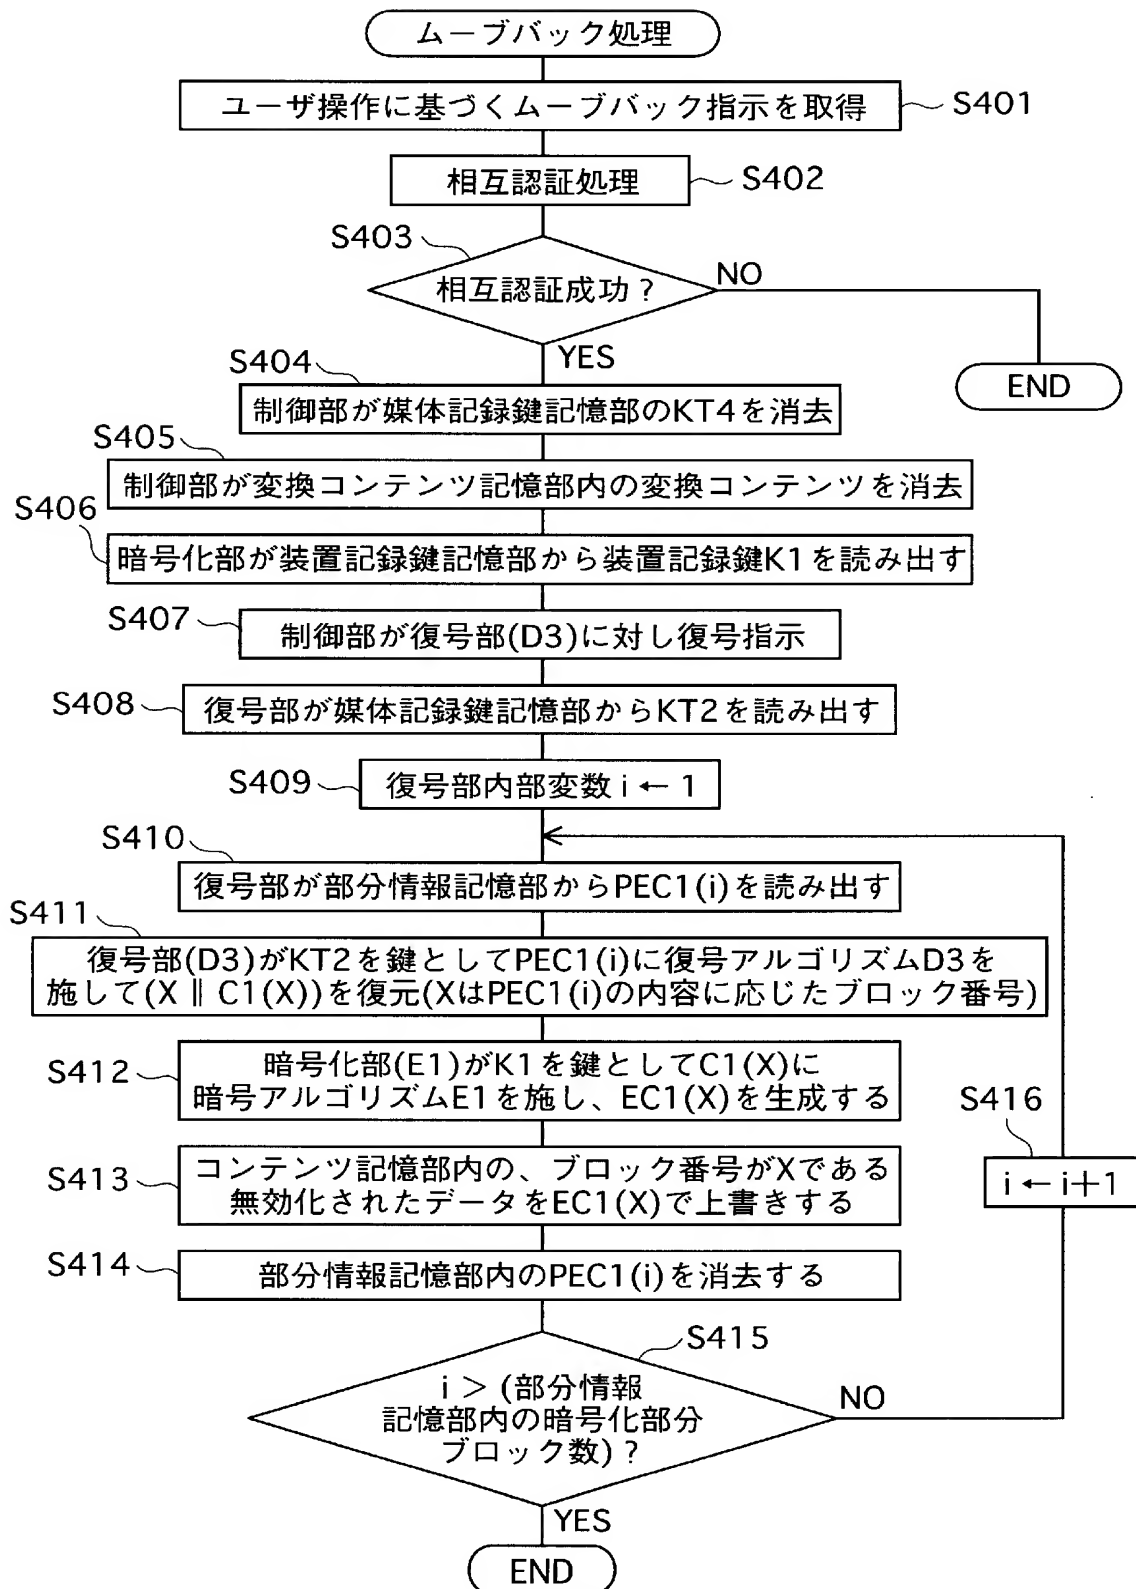 ムーブバック処理
ユーザ操作に基づくムーブバック指示を取得
S401
相互認証処理
S402
S403
相互認証成功？
NO
YES
END
S404
制御部が媒体記録鍵記憶部のKT4を消去
S405
制御部が変換コンテンツ記憶部内の変換コンテンツを消去
S406
暗号化部が装置記録鍵記憶部から装置記録鍵K1を読み出す
S407
制御部が復号部(D3)に対し復号指示
S408
復号部が媒体記録鍵記憶部からKT2を読み出す
S409
復号部内部変数 i ← 1
S410
復号部が部分情報記憶部からPEC1(i)を読み出す
S411
復号部(D3)がKT2を鍵としてPEC1(i)に復号アルゴリズムD3を
施して(X ∥ C1(X))を復元(XはPEC1(i)の内容に応じたブロック番号)
S412
暗号化部(E1)がK1を鍵としてC1(X)に
暗号アルゴリズムE1を施し、EC1(X)を生成する
S416
i ← i＋1
S413
コンテンツ記憶部内の、ブロック番号がXである
無効化されたデータをEC1(X)で上書きする
S414
部分情報記憶部内のPEC1(i)を消去する
S415
i > (部分情報
記憶部内の暗号化部分
ブロック数)？
NO
YES
END